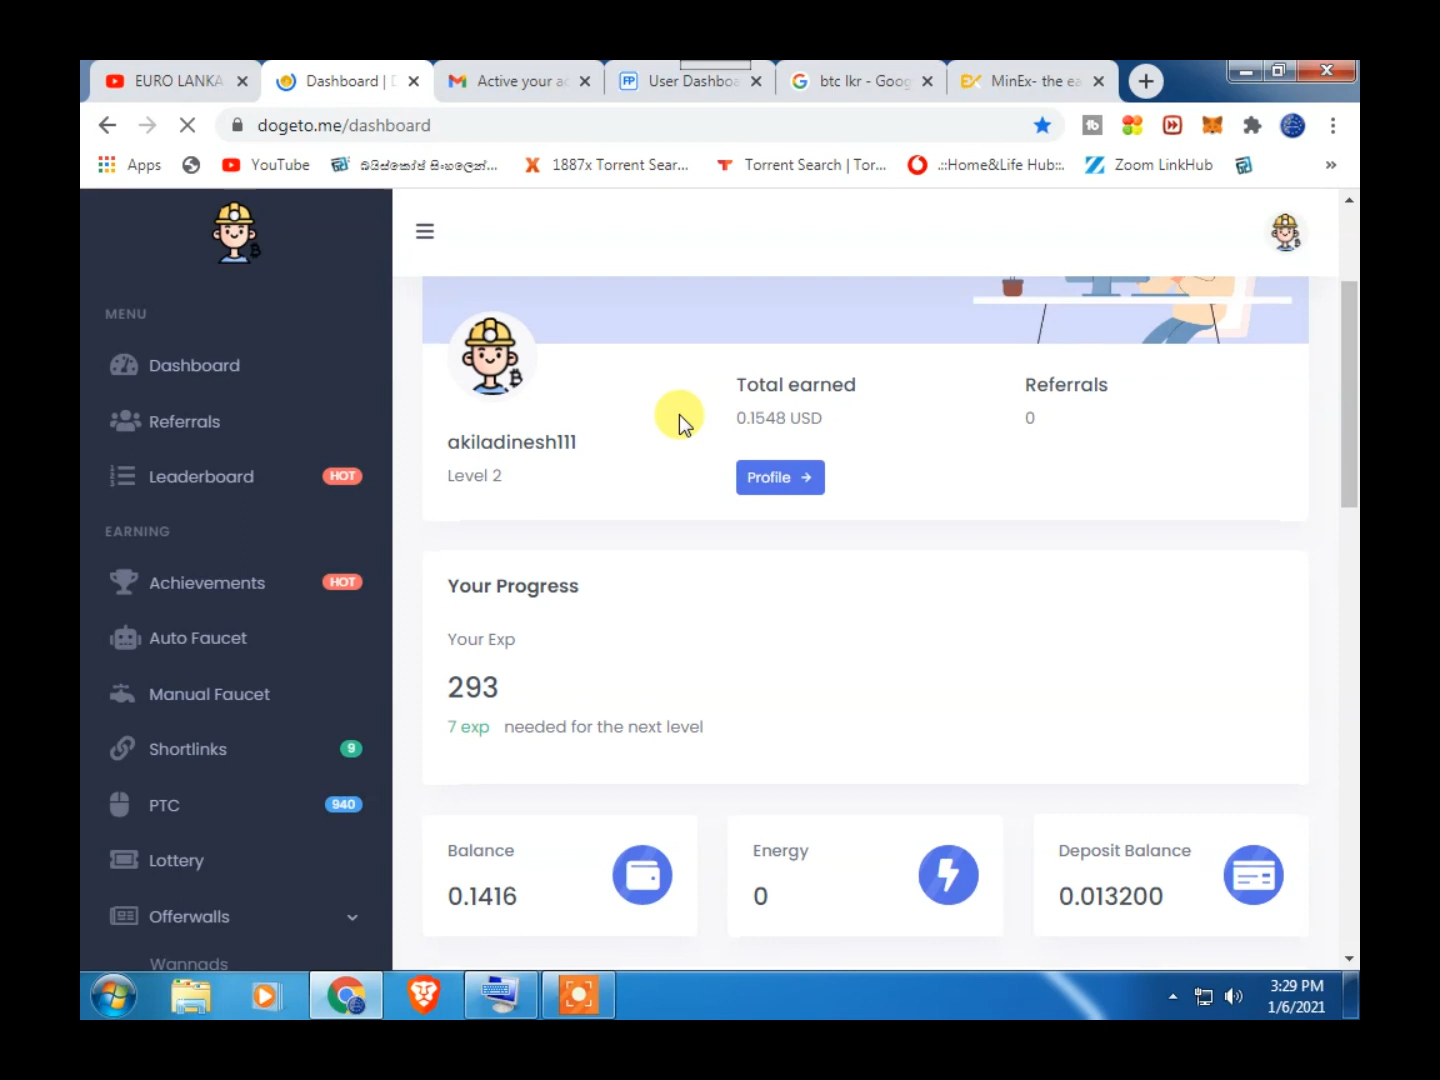 EURO LANKA
Dashboard | D
Active your ac
User Dashboa
btc lkr - Goog
MinEx- the ea
dogeto.me/dashboard
Apps
YouTube
බයිස්කෝප් සිංහලෙන්...
1887x Torrent Sear...
Torrent Search | Tor...
.::Home&Life Hub::.
Zoom LinkHub
»
MENU
Dashboard
Referrals
Leaderboard HOT
EARNING
Achievements HOT
Auto Faucet
Manual Faucet
Shortlinks 9
PTC 940
Lottery
Offerwalls
Wannads
akiladinesh111
Level 2
Total earned
0.1548 USD
Profile →
Referrals
0
Your Progress
Your Exp
293
7 exp needed for the next level
Balance
0.1416
Energy
0
Deposit Balance
0.013200
3:29 PM
1/6/2021